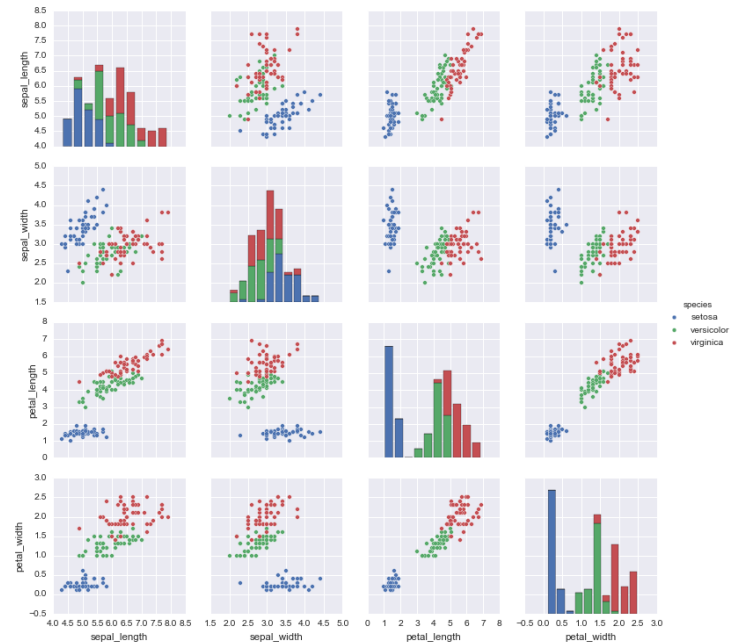 8.5
8.0
7.5
7.0
6.5
6.0
5.5
5.0
4.5
4.0
sepal_length
5.0
4.5
4.0
3.5
3.0
2.5
2.0
1.5
sepal_width
8
7
6
5
4
3
2
1
0
petal_length
3.0
2.5
2.0
1.5
1.0
0.5
0.0
−0.5
petal_width
4.0 4.5 5.0 5.5 6.0 6.5 7.0 7.5 8.0 8.5
sepal_length
1.5 2.0 2.5 3.0 3.5 4.0 4.5 5.0
sepal_width
0 1 2 3 4 5 6 7 8
petal_length
−0.5 0.0 0.5 1.0 1.5 2.0 2.5 3.0
petal_width
species
setosa
versicolor
virginica